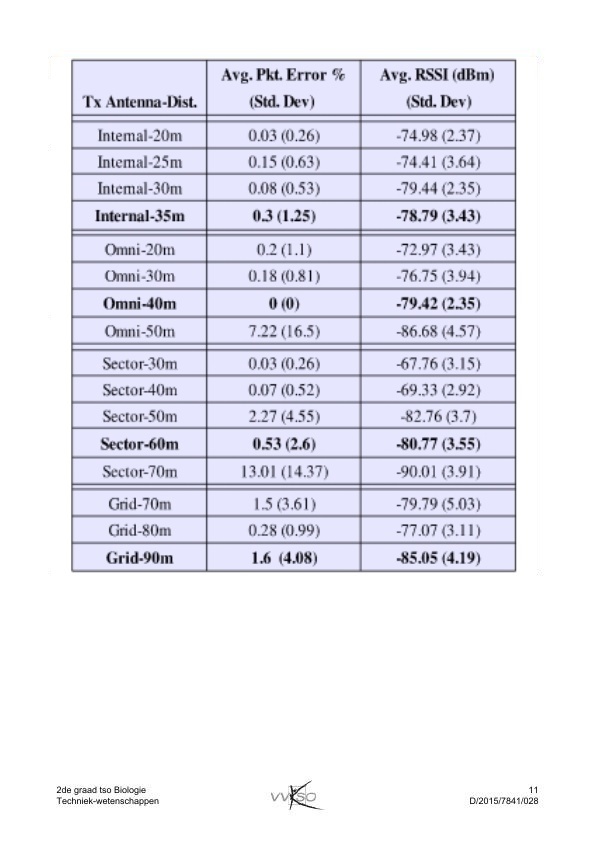 Avg. Pkt. Error % Avg. RSSI (dBm)
Tx Antenna-Dist. (Std. Dev) (Std. Dev)
Internal-20m 0.03 (0.26) -74.98 (2.37)
Internal-25m 0.15 (0.63) -74.41 (3.64)
Internal-30m 0.08 (0.53) -79.44 (2.35)
Internal-35m 0.3 (1.25) -78.79 (3.43)
Omni-20m 0.2 (1.1) -72.97 (3.43)
Omni-30m 0.18 (0.81) -76.75 (3.94)
Omni-40m 0 (0) -79.42 (2.35)
Omni-50m 7.22 (16.5) -86.68 (4.57)
Sector-30m 0.03 (0.26) -67.76 (3.15)
Sector-40m 0.07 (0.52) -69.33 (2.92)
Sector-50m 2.27 (4.55) -82.76 (3.7)
Sector-60m 0.53 (2.6) -80.77 (3.55)
Sector-70m 13.01 (14.37) -90.01 (3.91)
Grid-70m 1.5 (3.61) -79.79 (5.03)
Grid-80m 0.28 (0.99) -77.07 (3.11)
Grid-90m 1.6 (4.08) -85.05 (4.19)
2de graad tso Biologie 11
Techniek-wetenschappen vvkso D/2015/7841/028